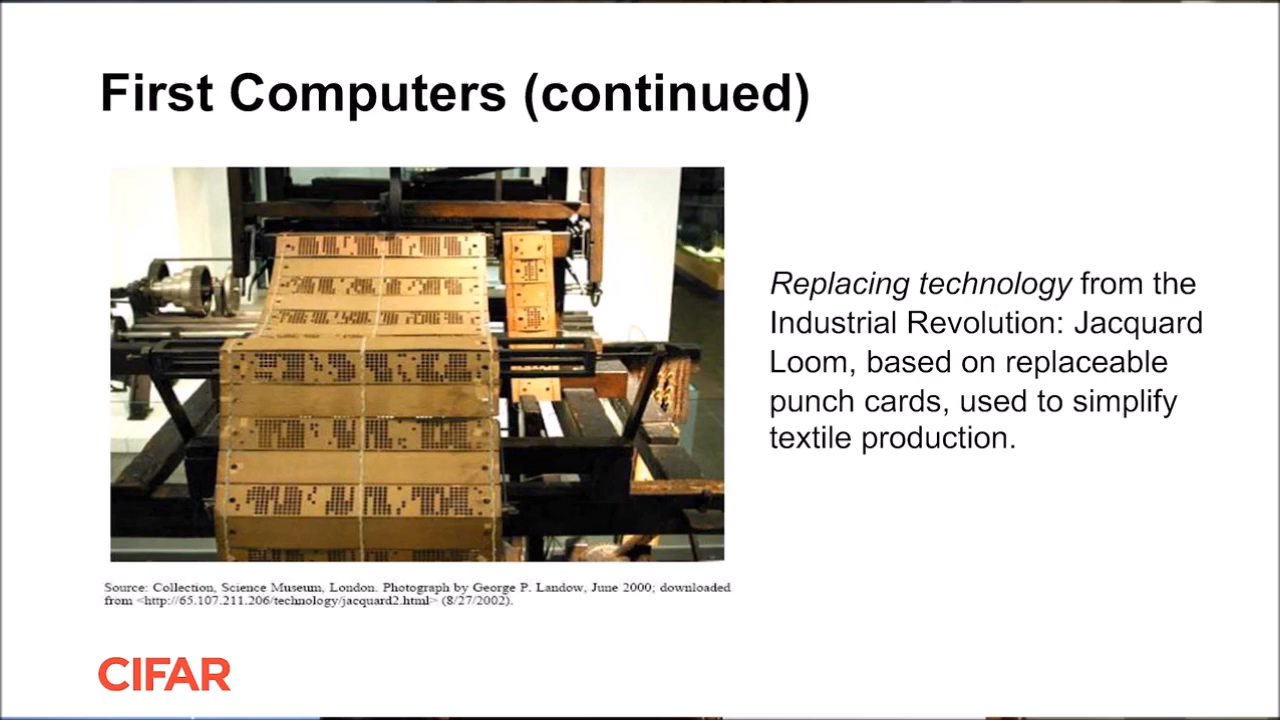 First Computers (continued)
Replacing technology from the
Industrial Revolution: Jacquard
Loom, based on replaceable
punch cards, used to simplify
textile production.
Source: Collection, Science Museum, London. Photograph by George P. Landow, June 2000; downloaded
from <http://65.107.211.206/technology/jacquard2.html> (8/27/2002).
CIFAR